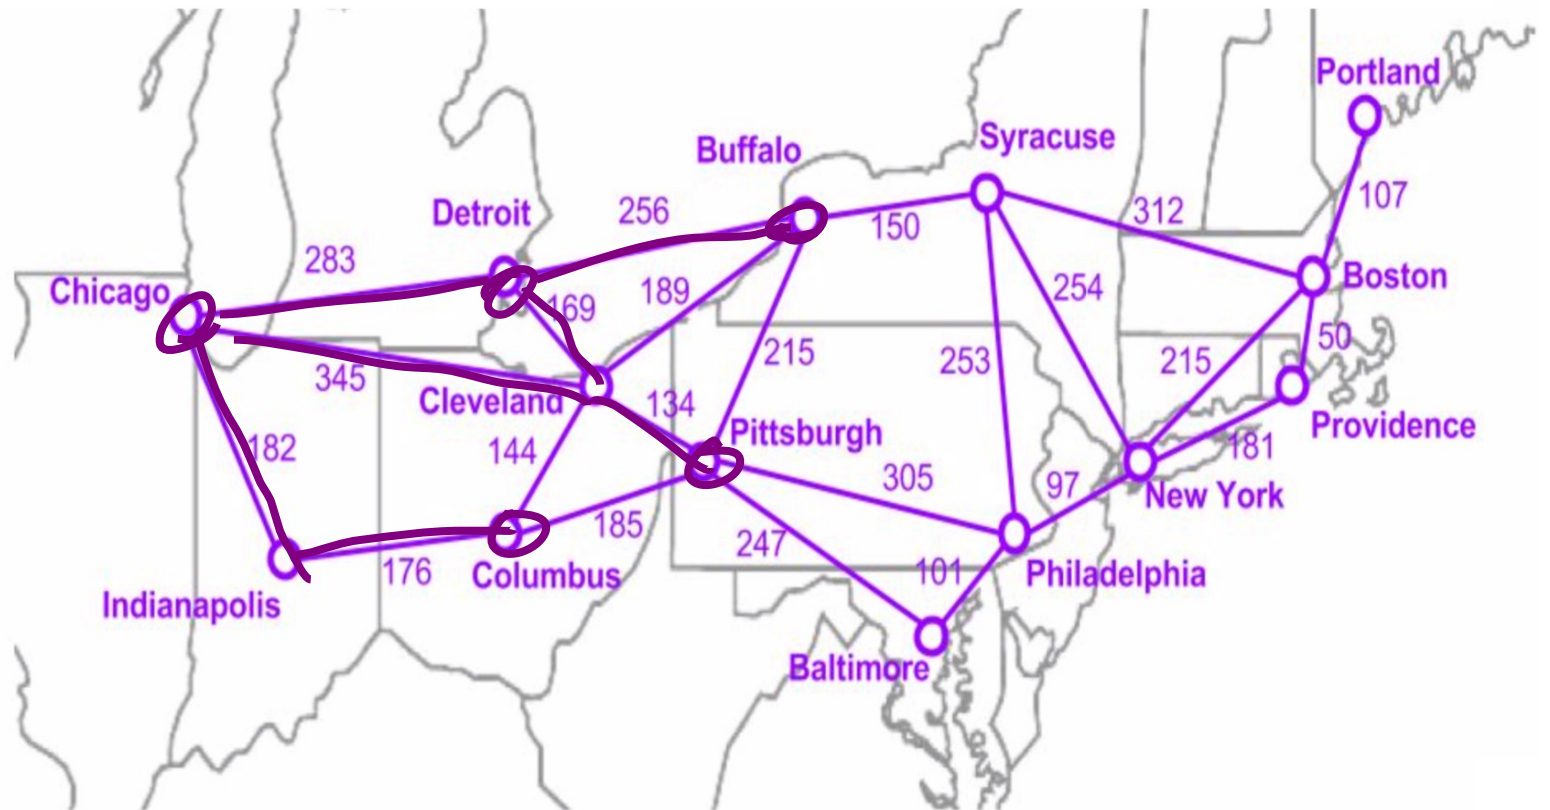 Portland
Syracuse
Buffalo
107
Detroit
256
312
150
283
Boston
Chicago
254
189
169
50
215
253
215
345
Cleveland
134
Providence
Pittsburgh
182
144
181
305
97
New York
185
247
176
Columbus
101
Philadelphia
Indianapolis
Baltimore